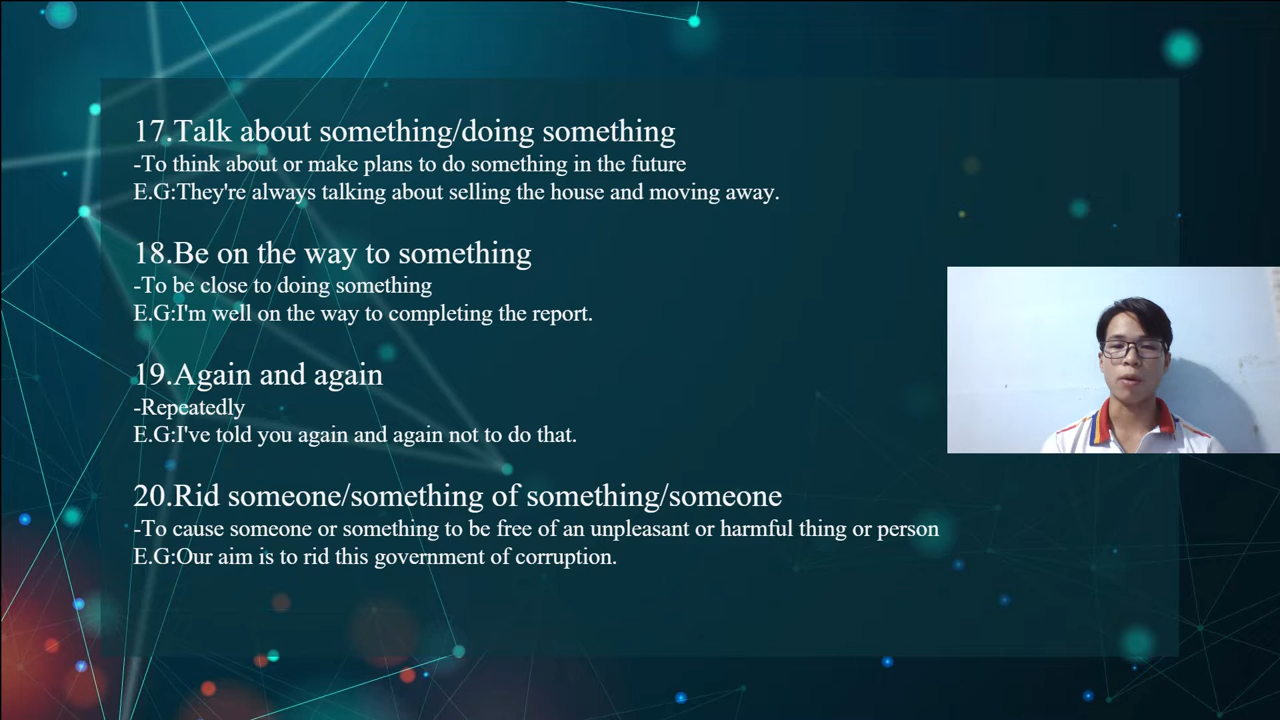 17.Talk about something/doing something
-To think about or make plans to do something in the future
E.G:They're always talking about selling the house and moving away.
18.Be on the way to something
-To be close to doing something
E.G:I'm well on the way to completing the report.
19.Again and again
-Repeatedly
E.G:I've told you again and again not to do that.
20.Rid someone/something of something/someone
-To cause someone or something to be free of an unpleasant or harmful thing or person
E.G:Our aim is to rid this government of corruption.